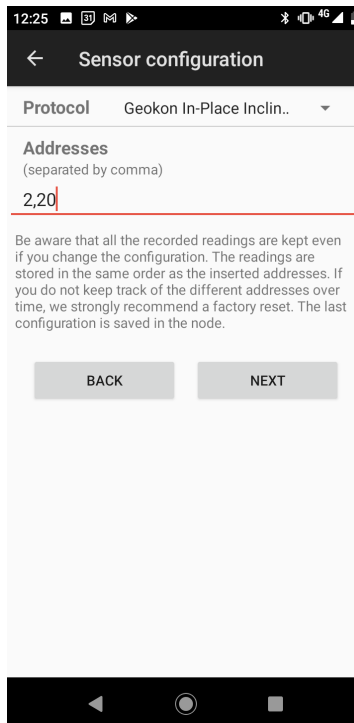 12:25 31 4G
Sensor configuration
Protocol Geokon In-Place Inclin..
Addresses
(separated by comma)
2,20
Be aware that all the recorded readings are kept even
if you change the configuration. The readings are
stored in the same order as the inserted addresses. If
you do not keep track of the different addresses over
time, we strongly recommend a factory reset. The last
configuration is saved in the node.
BACK NEXT